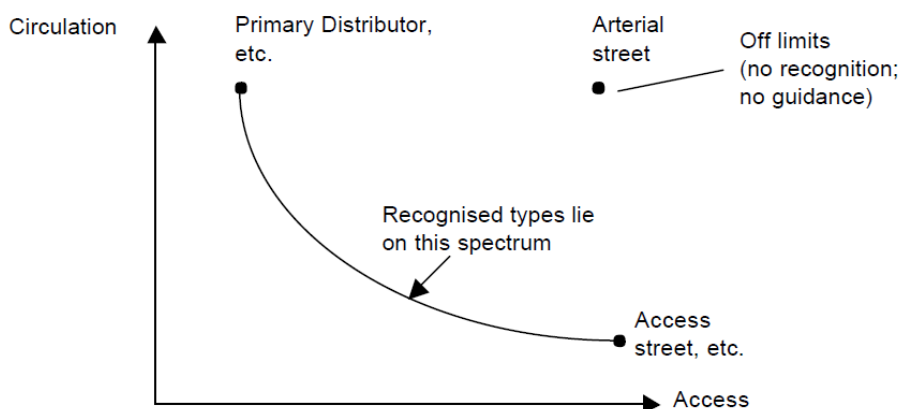 Circulation
Primary Distributor,
etc.
Arterial
street
Off limits
(no recognition;
no guidance)
Recognised types lie
on this spectrum
Access
street, etc.
Access